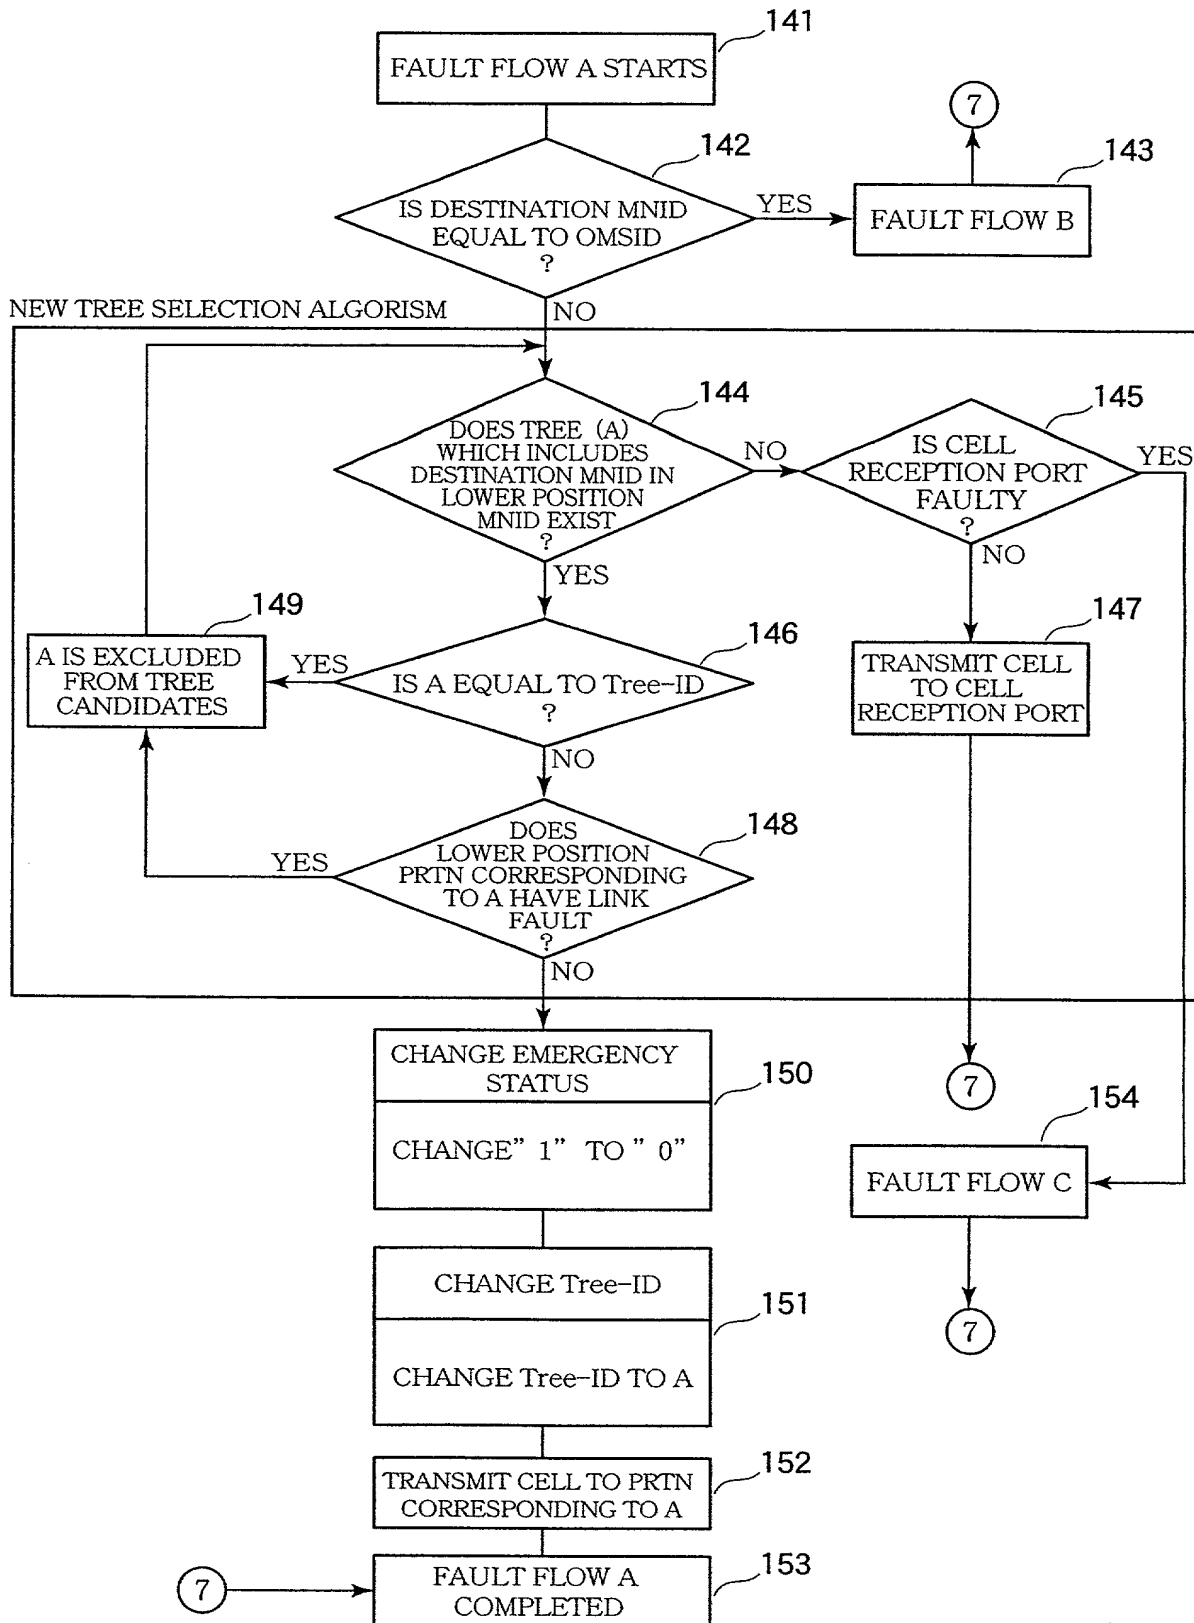 141
FAULT FLOW A STARTS
7
142
143
IS DESTINATION MNID
EQUAL TO OMSID
?
YES
FAULT FLOW B
NO
NEW TREE SELECTION ALGORISM
144
145
DOES TREE (A)
WHICH INCLUDES
DESTINATION MNID IN
LOWER POSITION
MNID EXIST
?
NO
IS CELL
RECEPTION PORT
FAULTY
?
YES
NO
YES
149
146
147
A IS EXCLUDED
FROM TREE
CANDIDATES
YES
IS A EQUAL TO Tree-ID
?
TRANSMIT CELL
TO CELL
RECEPTION PORT
NO
148
DOES
LOWER POSITION
PRTN CORRESPONDING
TO A HAVE LINK
FAULT
?
YES
NO
CHANGE EMERGENCY
STATUS
150
CHANGE" 1" TO " 0"
7
154
FAULT FLOW C
CHANGE Tree-ID
151
CHANGE Tree-ID TO A
7
152
TRANSMIT CELL TO PRTN
CORRESPONDING TO A
153
7
FAULT FLOW A
COMPLETED